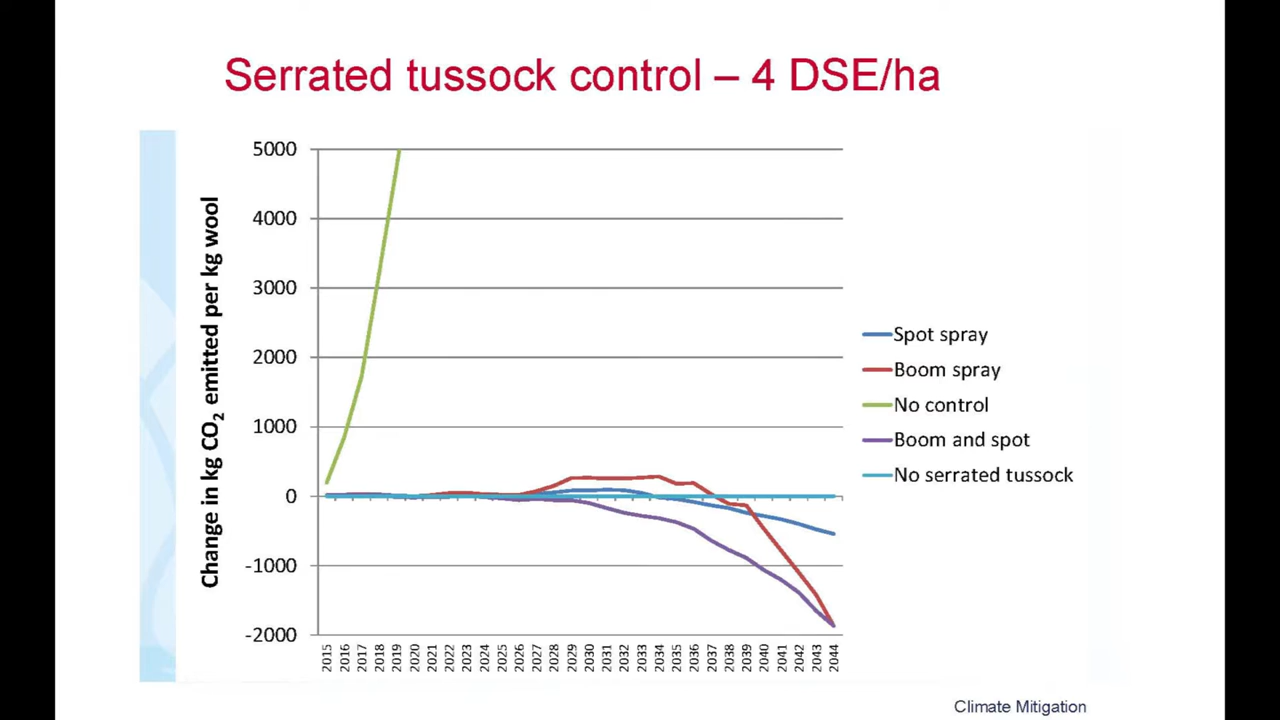 Serrated tussock control – 4 DSE/ha
Change in kg CO2 emitted per kg wool
5000
4000
3000
2000
1000
0
-1000
-2000
2015 2016 2017 2018 2019 2020 2021 2022 2023 2024 2025 2026 2027 2028 2029 2030 2031 2032 2033 2034 2035 2036 2037 2038 2039 2040 2041 2042 2043 2044
Spot spray
Boom spray
No control
Boom and spot
No serrated tussock
Climate Mitigation